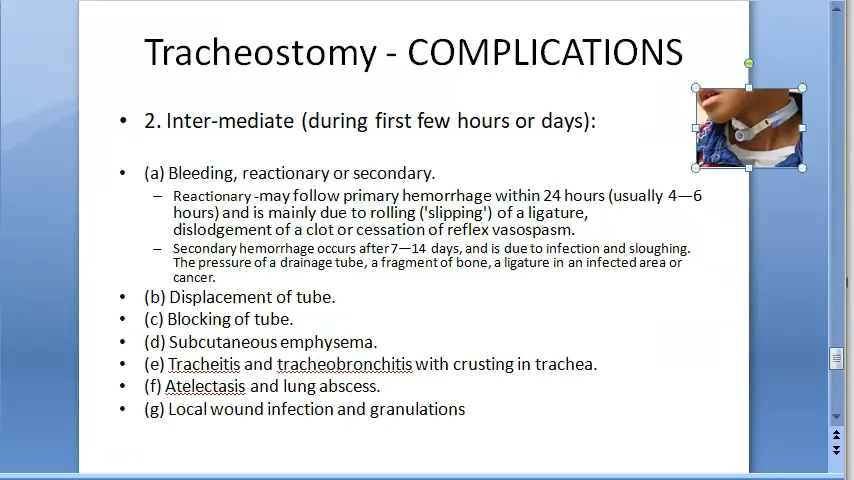 Tracheostomy - COMPLICATIONS
• 2. Inter-mediate (during first few hours or days):
• (a) Bleeding, reactionary or secondary.
– Reactionary -may follow primary hemorrhage within 24 hours (usually 4—6
hours) and is mainly due to rolling ('slipping') of a ligature,
dislodgement of a clot or cessation of reflex vasospasm.
– Secondary hemorrhage occurs after 7—14 days, and is due to infection and sloughing.
The pressure of a drainage tube, a fragment of bone, a ligature in an infected area or
cancer.
• (b) Displacement of tube.
• (c) Blocking of tube.
• (d) Subcutaneous emphysema.
• (e) Tracheitis and tracheobronchitis with crusting in trachea.
• (f) Atelectasis and lung abscess.
• (g) Local wound infection and granulations